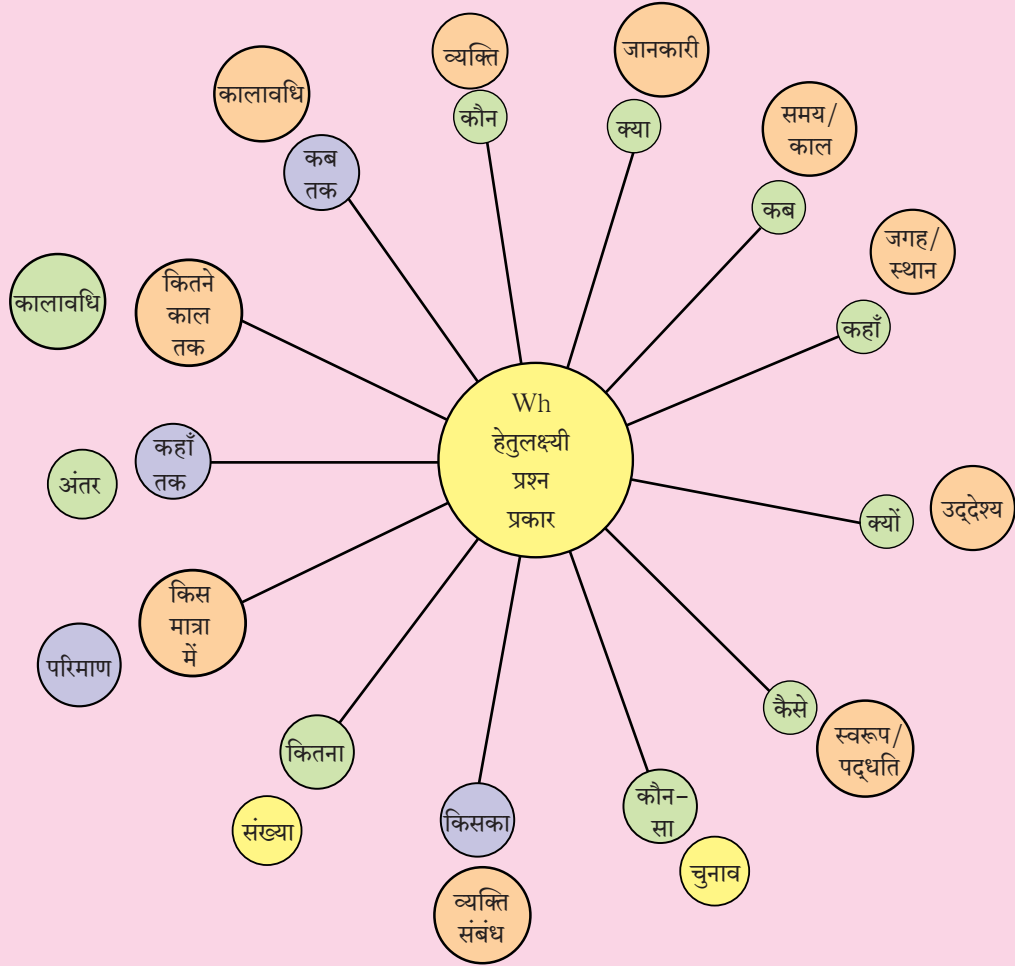 Wh
हेतुलक्ष्यी
प्रश्न
प्रकार
व्यक्ति
कौन
जानकारी
क्या
समय/
काल
कब
जगह/
स्थान
कहाँ
उद्‌देश्य
क्यों
कैसे
स्वरूप/
पद्‌धति
कौन-
सा
चुनाव
किसका
व्यक्ति
संबंध
कितना
संख्या
किस
मात्रा
में
परिमाण
कहाँ
तक
अंतर
कितने
काल
तक
कालावधि
कब
तक
कालावधि